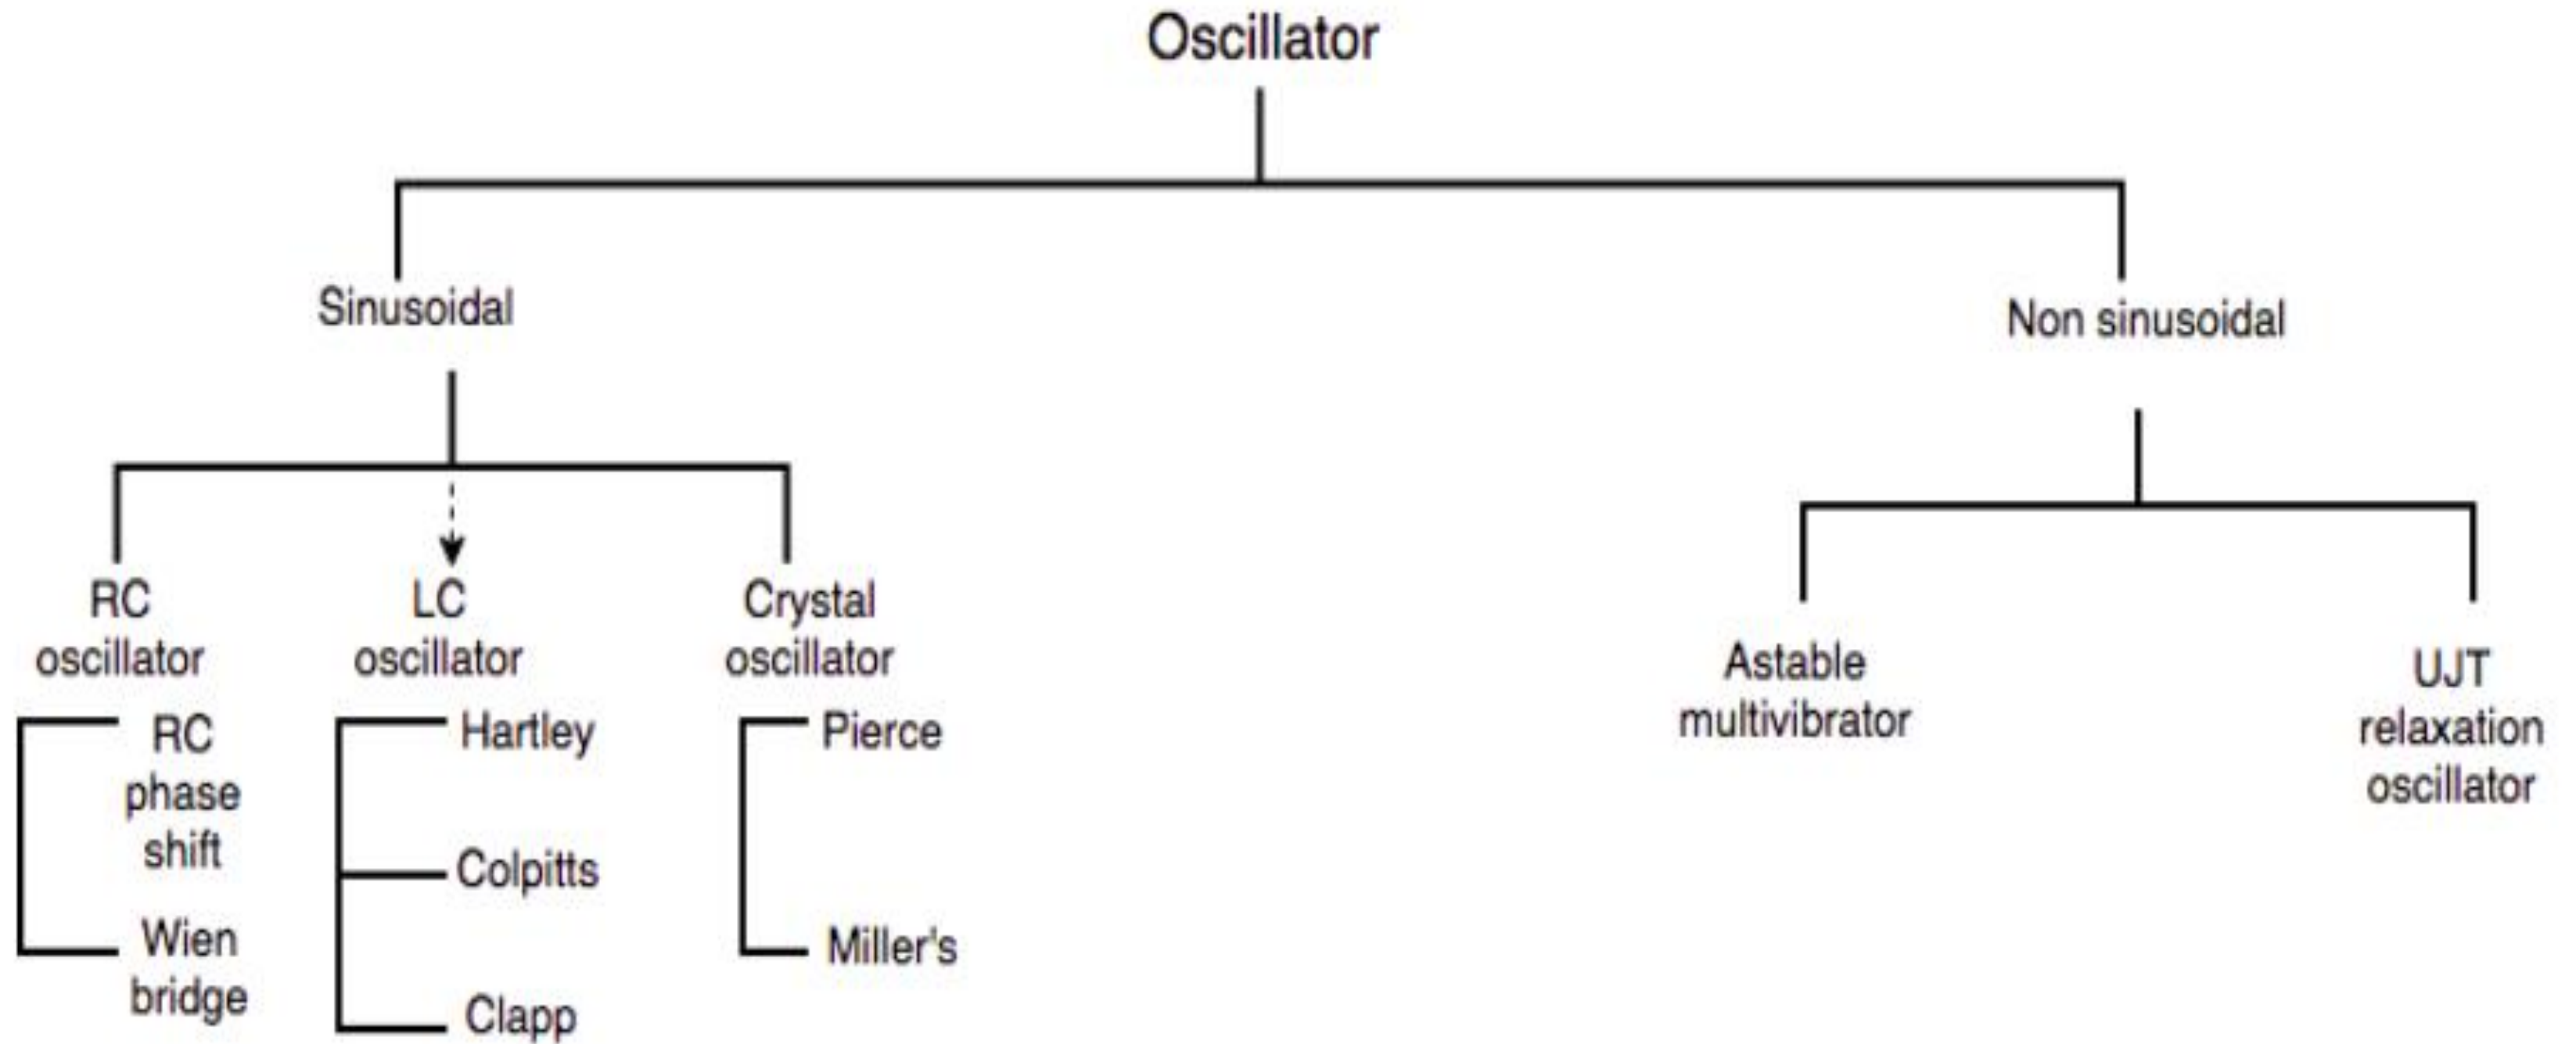 Oscillator
Sinusoidal
Non sinusoidal
RC
oscillator
LC
oscillator
Crystal
oscillator
Astable
multivibrator
UJT
relaxation
oscillator
RC
phase
shift
Wien
bridge
Hartley
Colpitts
Clapp
Pierce
Miller's